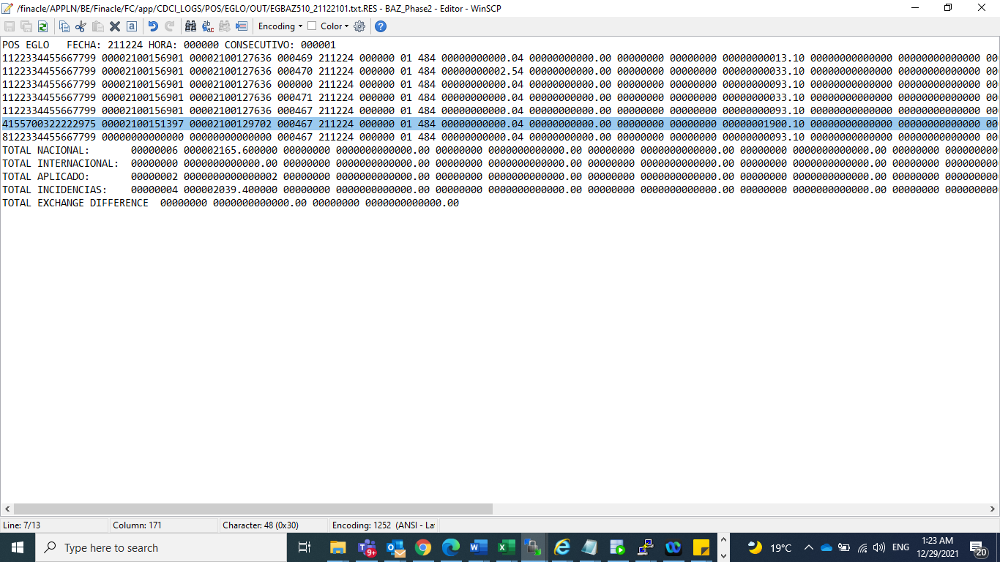 /finacle/APPLN/BE/Finacle/FC/app/CDCI_LOGS/POS/EGLO/OUT/EGBAZ510_21122101.txt.RES - BAZ_Phase2 - Editor - WinSCP
Encoding Color
POS EGLO   FECHA: 211224 HORA: 000000 CONSECUTIVO: 000001
1122334455667799 00002100156901 00002100127636 000469 211224 000000 01 484 00000000000.04 00000000000.00 00000000 00000000 00000000013.10 00000000000000 00000000000000 00
1122334455667799 00002100156901 00002100127636 000470 211224 000000 01 484 00000000002.54 00000000000.00 00000000 00000000 00000000033.10 00000000000000 00000000000000 00
1122334455667799 00002100156901 00002100127636 000000 211224 000000 01 484 00000000000.04 00000000000.00 00000000 00000000 00000000093.10 00000000000000 00000000000000 00
1122334455667799 00002100156901 00002100127636 000471 211224 000000 01 484 00000000000.04 00000000000.00 00000000 00000000 00000000033.10 00000000000000 00000000000000 00
1122334455667799 00002100156901 00002100127636 000467 211224 000000 01 484 00000000000.04 00000000000.00 00000000 00000000 00000000093.10 00000000000000 00000000000000 00
4155700322222975 00002100151397 00002100129702 000467 211224 000000 01 484 00000000000.04 00000000000.00 00000000 00000000 00000001900.10 00000000000000 00000000000000 00
8122334455667799 00000000000000 00000000000000 000467 211224 000000 01 484 00000000000.04 00000000000.00 00000000 00000000 00000000093.10 00000000000000 00000000000000 00
TOTAL NACIONAL:       00000006 000002165.600000 00000000 0000000000000.00 00000000 0000000000000.00 00000000 0000000000000.00 00000000 0000000000000.00 00000000 000000000
TOTAL INTERNACIONAL:  00000000 0000000000000.00 00000000 0000000000000.00 00000000 0000000000000.00 00000000 0000000000000.00 00000000 0000000000000.00 00000000 000000000
TOTAL APLICADO:       00000002 0000000000000002 00000000 0000000000000.00 00000000 0000000000000.00 00000000 0000000000000.00 00000000 0000000000000.00 00000000 000000000
TOTAL INCIDENCIAS:    00000004 000002039.400000 00000000 0000000000000.00 00000000 0000000000000.00 00000000 0000000000000.00 00000000 0000000000000.00 00000000 000000000
TOTAL EXCHANGE DIFFERENCE  00000000 0000000000000.00 00000000 0000000000000.00
Line: 7/13 Column: 171 Character: 48 (0x30) Encoding: 1252 (ANSI - La
Type here to search
9+
19°C
ENG
1:23 AM
12/29/2021
20